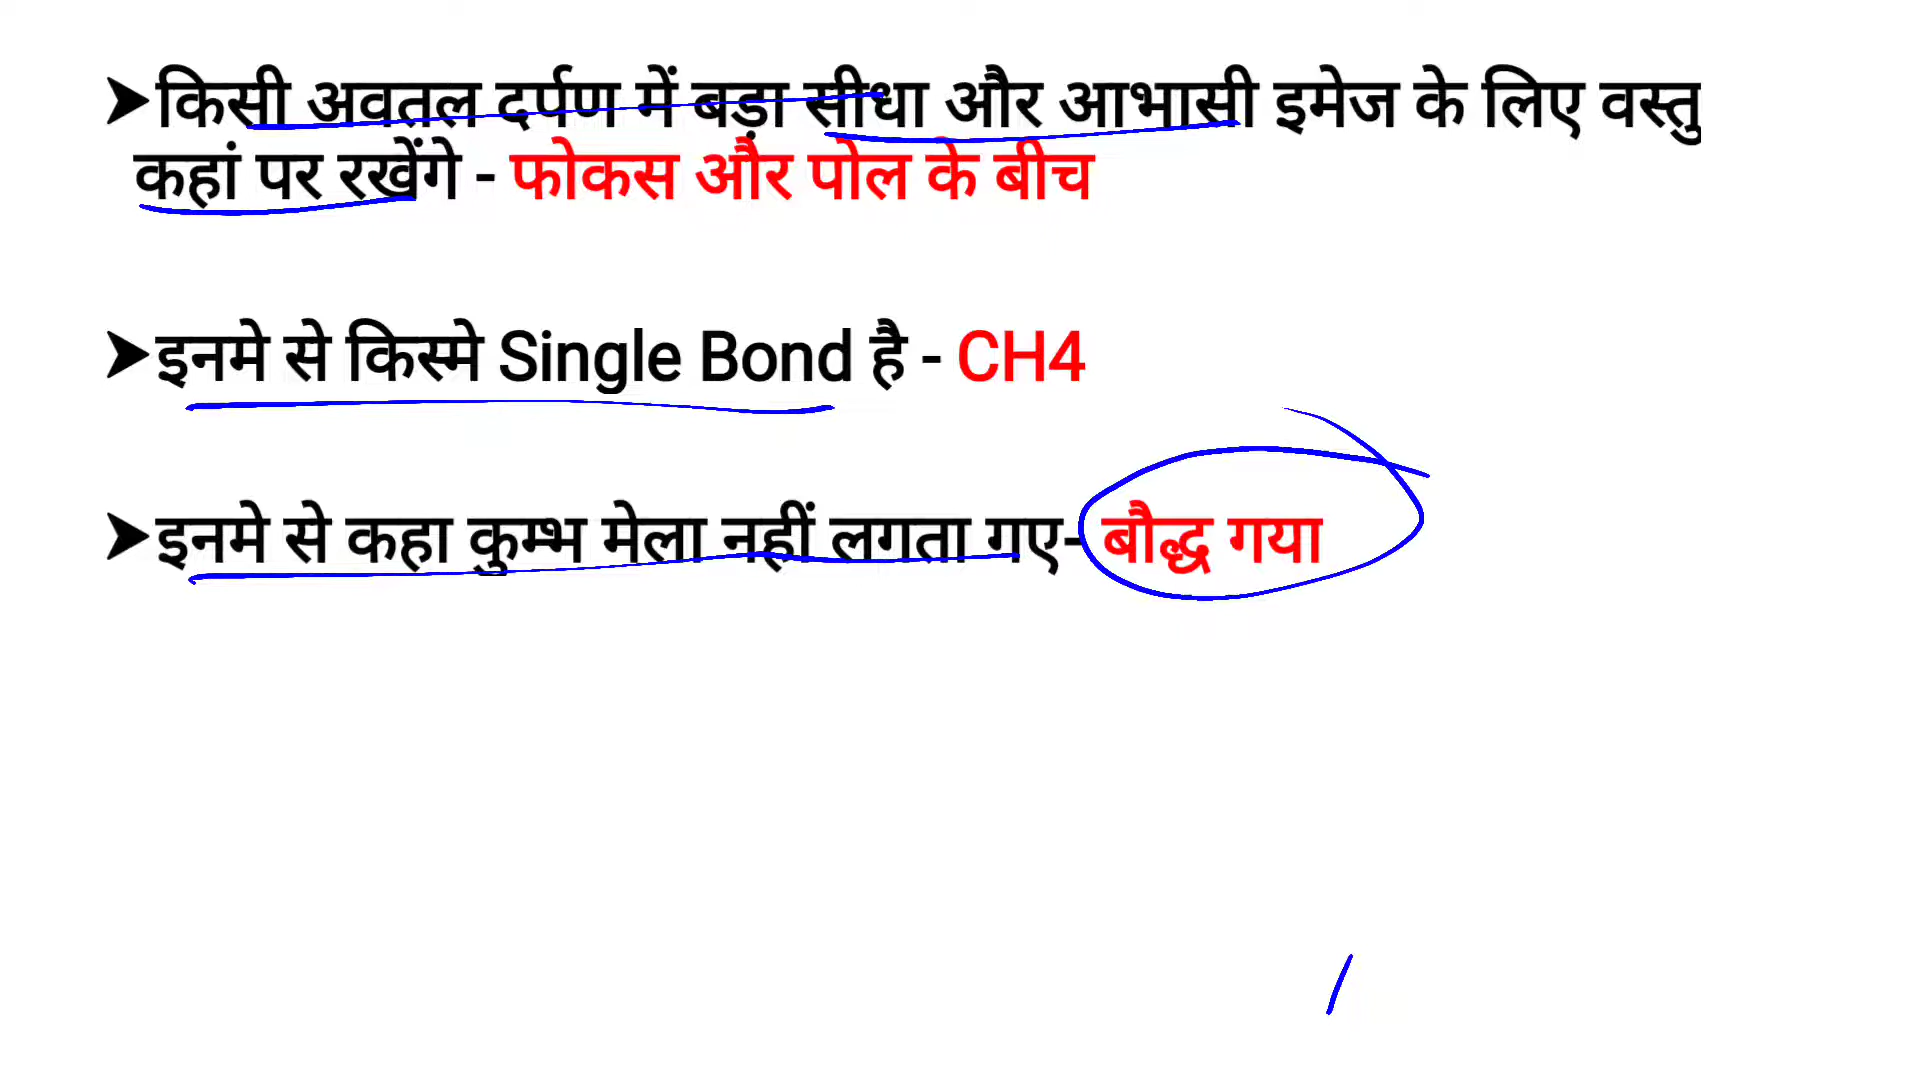 ➤किसी अवतल दर्पण में बड़ा सीधा और आभासी इमेज के लिए वस्तु
कहां पर रखेंगे - फोकस और पोल के बीच
➤इनमे से किस्मे Single Bond है - CH4
➤इनमे से कहा कुम्भ मेला नहीं लगता गए- बौद्ध गया